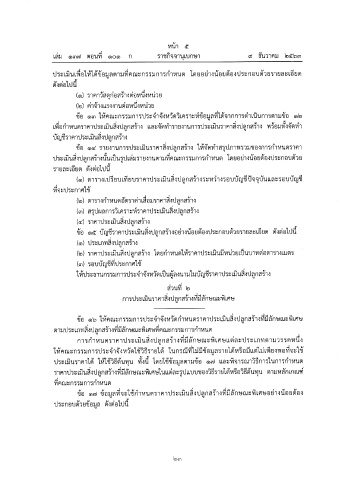 หน้า ๕
เล่ม ๑๓๗ ตอนที่ ๑๐๑ ก ราชกิจจานุเบกษา ๙ ธันวาคม ๒๕๖๓
ประเมินเพื่อให้ได้ข้อมูลตามที่คณะกรรมการกำหนด โดยอย่างน้อยต้องประกอบด้วยรายละเอียด
ดังต่อไปนี้
(๑) ราคาวัสดุก่อสร้างต่อหนึ่งหน่วย
(๒) ค่าจ้างแรงงานต่อหนึ่งหน่วย
ข้อ ๑๓ ให้คณะกรรมการประจำจังหวัดวิเคราะห์ข้อมูลที่ได้จากการดำเนินการตามข้อ ๑๒
เพื่อกำหนดราคาประเมินสิ่งปลูกสร้าง และจัดทำรายงานการประเมินราคาสิ่งปลูกสร้าง พร้อมทั้งจัดทำ
บัญชีราคาประเมินสิ่งปลูกสร้าง
ข้อ ๑๔ รายงานการประเมินราคาสิ่งปลูกสร้าง ให้จัดทำสรุปภาพรวมของการกำหนดราคา
ประเมินสิ่งปลูกสร้างนั้นเป็นรูปเล่มรายงานตามที่คณะกรรมการกำหนด โดยอย่างน้อยต้องประกอบด้วย
รายละเอียด ดังต่อไปนี้
(๑) ตารางเปรียบเทียบราคาประเมินสิ่งปลูกสร้างระหว่างรอบบัญชีปัจจุบันและรอบบัญชี
ที่จะประกาศใช้
(๒) ตารางกำหนดอัตราค่าเสื่อมราคาสิ่งปลูกสร้าง
(๓) สรุปผลการวิเคราะห์ราคาประเมินสิ่งปลูกสร้าง
(๔) ราคาประเมินสิ่งปลูกสร้าง
ข้อ ๑๕ บัญชีราคาประเมินสิ่งปลูกสร้างอย่างน้อยต้องประกอบด้วยรายละเอียด ดังต่อไปนี้
(๑) ประเภทสิ่งปลูกสร้าง
(๒) ราคาประเมินสิ่งปลูกสร้าง โดยกำหนดให้ราคาประเมินมีหน่วยเป็นบาทต่อตารางเมตร
(๓) รอบบัญชีที่ประกาศใช้
ให้ประธานกรรมการประจำจังหวัดเป็นผู้ลงนามในบัญชีราคาประเมินสิ่งปลูกสร้าง
ส่วนที่ ๒
การประเมินราคาสิ่งปลูกสร้างที่มีลักษณะพิเศษ
ข้อ ๑๖ ให้คณะกรรมการประจำจังหวัดกำหนดราคาประเมินสิ่งปลูกสร้างที่มีลักษณะพิเศษ
ตามประเภทสิ่งปลูกสร้างที่มีลักษณะพิเศษที่คณะกรรมการกำหนด
การกำหนดราคาประเมินสิ่งปลูกสร้างที่มีลักษณะพิเศษแต่ละประเภทตามวรรคหนึ่ง
ให้คณะกรรมการประจำจังหวัดใช้วิธีรายได้ ในกรณีที่ไม่มีข้อมูลรายได้หรือมีแต่ไม่เพียงพอที่จะใช้
ประเมินราคาได้ ให้ใช้วิธีต้นทุน ทั้งนี้ โดยใช้ข้อมูลตามข้อ ๑๗ และพิจารณาวิธีการในการกำหนด
ราคาประเมินสิ่งปลูกสร้างที่มีลักษณะพิเศษในแต่ละรูปแบบของวิธีรายได้หรือวิธีต้นทุน ตามหลักเกณฑ์
ที่คณะกรรมการกำหนด
ข้อ ๑๗ ข้อมูลที่จะใช้กำหนดราคาประเมินสิ่งปลูกสร้างที่มีลักษณะพิเศษอย่างน้อยต้อง
ประกอบด้วยข้อมูล ดังต่อไปนี้
๒๓